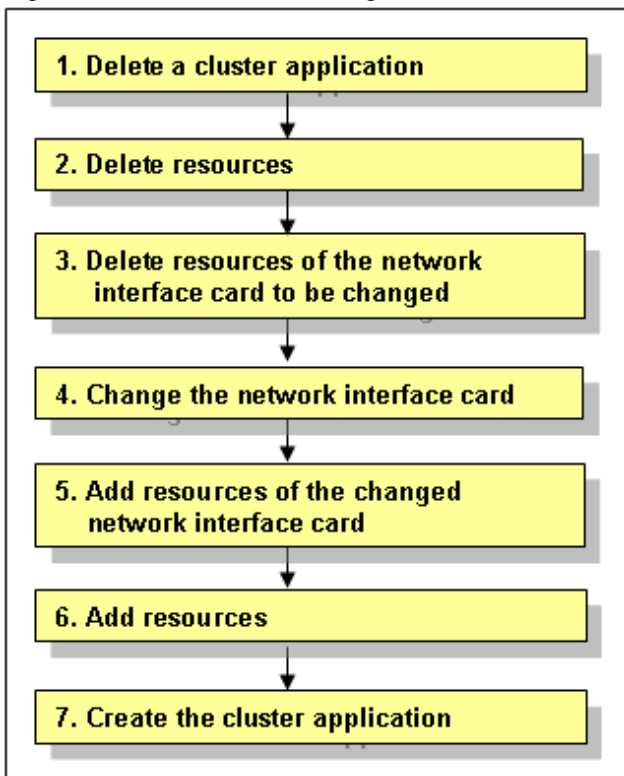 1. Delete a cluster application
2. Delete resources
3. Delete resources of the network
interface card to be changed
4. Change the network interface card
5. Add resources of the changed
network interface card
6. Add resources
7. Create the cluster application